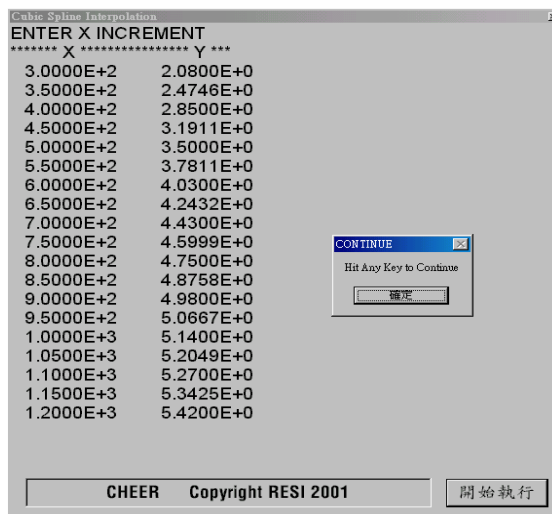 Cubic Spline Interpolation
ENTER X INCREMENT
******* X **************** Y ***
3.0000E+2 2.0800E+0
3.5000E+2 2.4746E+0
4.0000E+2 2.8500E+0
4.5000E+2 3.1911E+0
5.0000E+2 3.5000E+0
5.5000E+2 3.7811E+0
6.0000E+2 4.0300E+0
6.5000E+2 4.2432E+0
7.0000E+2 4.4300E+0
7.5000E+2 4.5999E+0
8.0000E+2 4.7500E+0
8.5000E+2 4.8758E+0
9.0000E+2 4.9800E+0
9.5000E+2 5.0667E+0
1.0000E+3 5.1400E+0
1.0500E+3 5.2049E+0
1.1000E+3 5.2700E+0
1.1500E+3 5.3425E+0
1.2000E+3 5.4200E+0
CONTINUE
Hit Any Key to Continue
確定
CHEER Copyright RESI 2001
開始執行